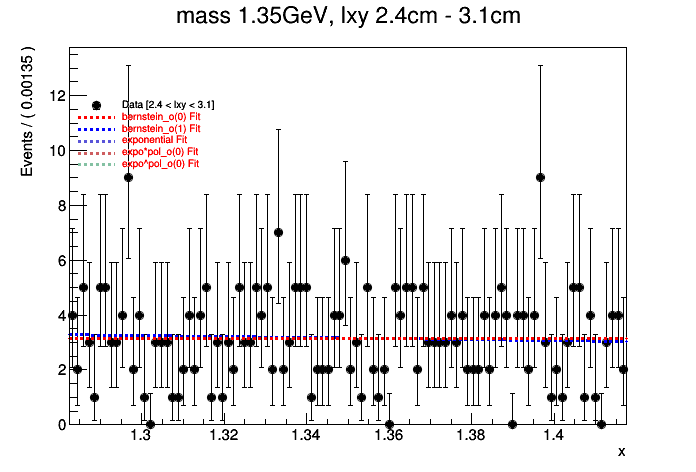 mass 1.35GeV, lxy 2.4cm - 3.1cm
Events / ( 0.00135 )
12
10
8
6
4
2
0
Data [2.4 < lxy < 3.1]
bernstein_o(0) Fit
bernstein_o(1) Fit
exponential Fit
expo*pol_o(0) Fit
expo^pol_o(0) Fit
1.3 1.32 1.34 1.36 1.38 1.4
x